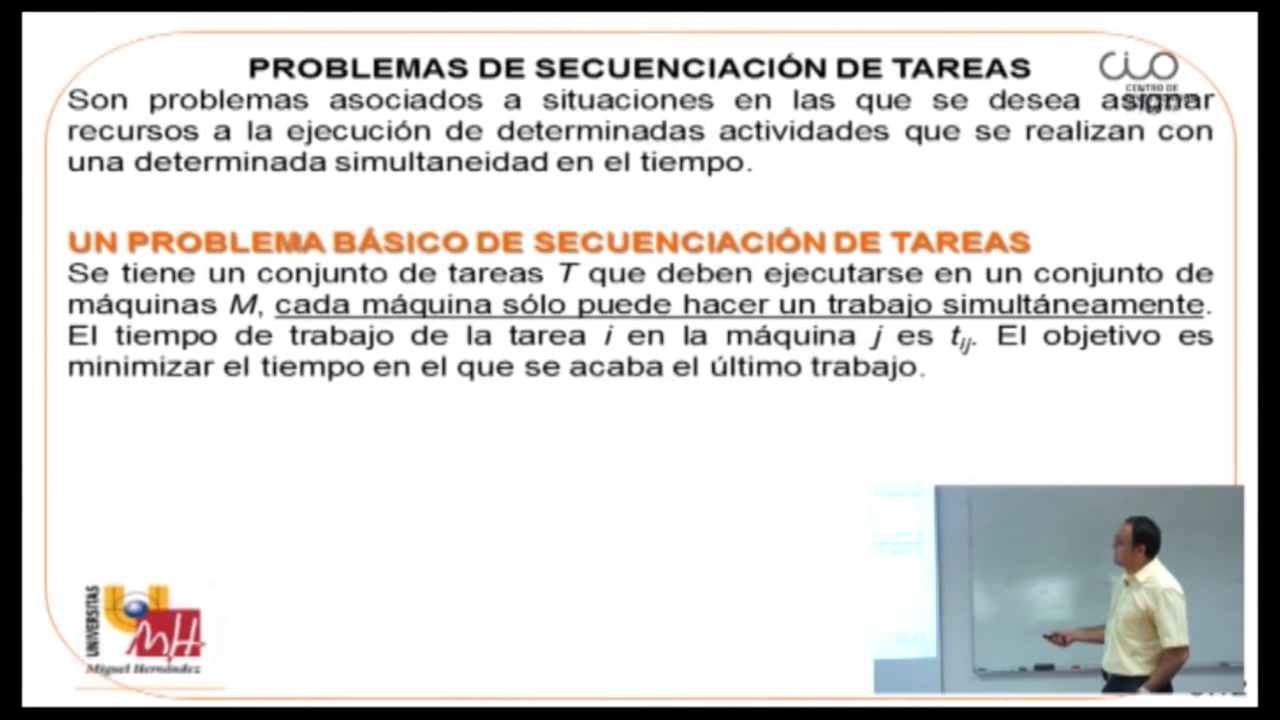 PROBLEMAS DE SECUENCIACIÓN DE TAREAS
CIO
CENTRO DE
Son problemas asociados a situaciones en las que se desea asignar
recursos a la ejecución de determinadas actividades que se realizan con
una determinada simultaneidad en el tiempo.
UN PROBLEMA BÁSICO DE SECUENCIACIÓN DE TAREAS
Se tiene un conjunto de tareas T que deben ejecutarse en un conjunto de
máquinas M, cada máquina sólo puede hacer un trabajo simultáneamente.
El tiempo de trabajo de la tarea i en la máquina j es tij. El objetivo es
minimizar el tiempo en el que se acaba el último trabajo.
UNIVERSITAS
MH
Miguel Hernández